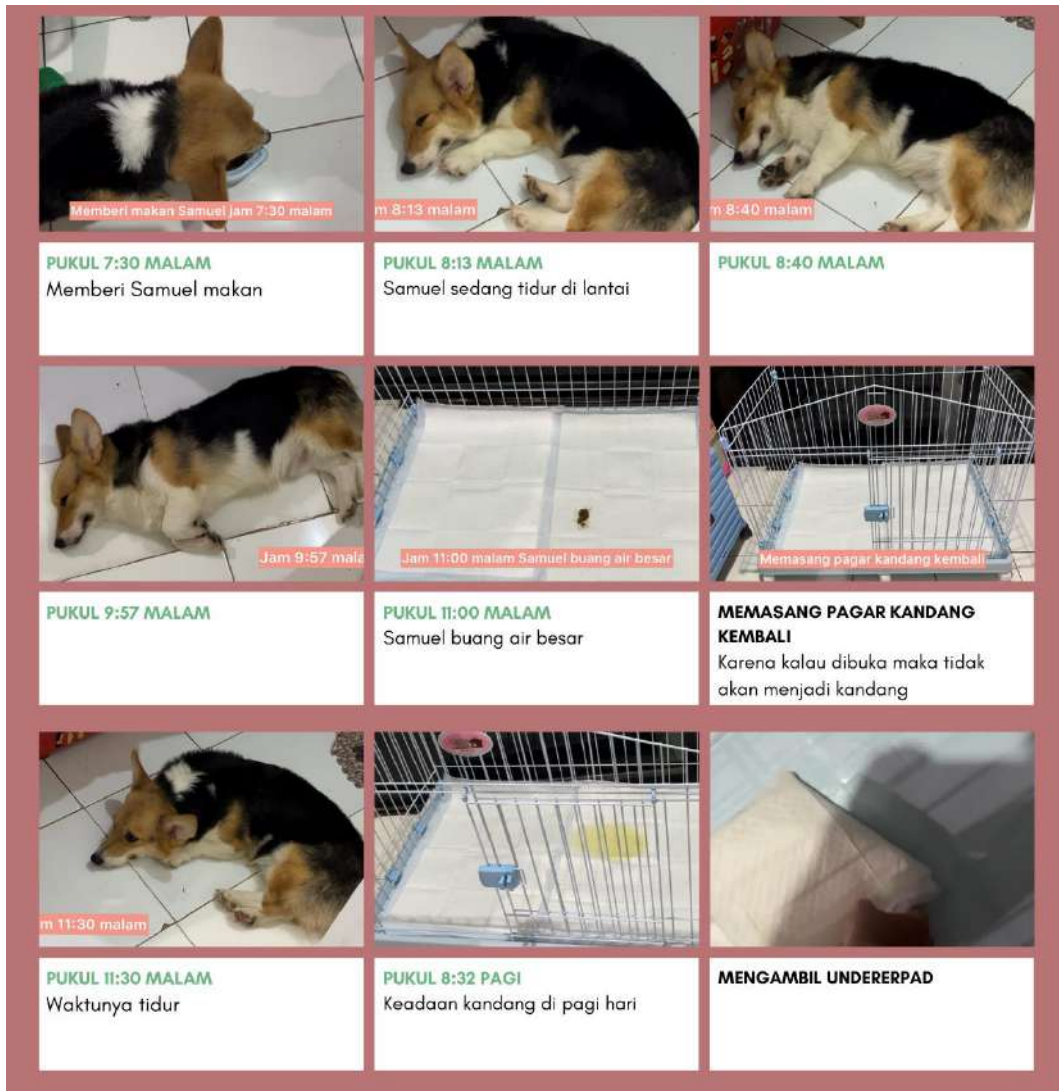 Memberi makan Samuel jam 7:30 malam
m 8:13 malam
m 8:40 malam
PUKUL 7:30 MALAM
Memberi Samuel makan
PUKUL 8:13 MALAM
Samuel sedang tidur di lantai
PUKUL 8:40 MALAM
Jam 9:57 mala
Jam 11:00 malam Samuel buang air besar
Memasang pagar kandang kembali
PUKUL 9:57 MALAM
PUKUL 11:00 MALAM
Samuel buang air besar
MEMASANG PAGAR KANDANG
KEMBALI
Karena kalau dibuka maka tidak
akan menjadi kandang
m 11:30 malam
PUKUL 11:30 MALAM
Waktunya tidur
PUKUL 8:32 PAGI
Keadaan kandang di pagi hari
MENGAMBIL UNDERERPAD